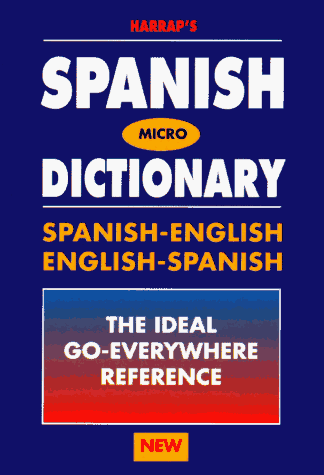 HARRAP'S
SPANISH
MICRO
DICTIONARY
SPANISH-ENGLISH
ENGLISH-SPANISH
THE IDEAL
GO-EVERYWHERE
REFERENCE
NEW